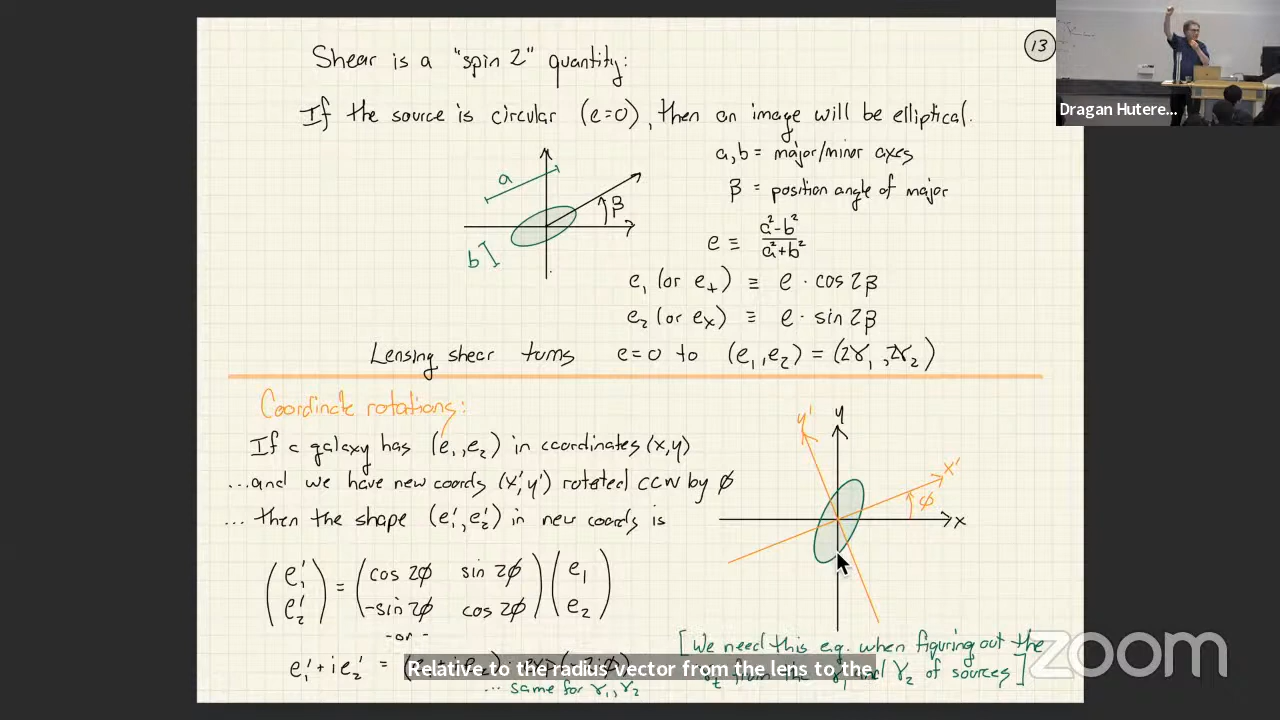 13
Shear is a "spin 2" quantity:
If the source is circular (e=0), then an image will be elliptical.
a, b = major/minor axes
β = position angle of major
a
β
b
e ≡ a²-b² / a²+b²
e₁ (or e₊) ≡ e · cos 2β
e₂ (or eₓ) ≡ e · sin 2β
Lensing shear turns e=0 to (e₁, e₂) = (2γ₁, 2γ₂)
Coordinate rotations:
If a galaxy has (e₁, e₂) in coordinates (x,y)
...and we have new coords (x',y') rotated CCW by φ
... then the shape (e₁', e₂') in new coords is
y'
y
x'
φ
x
(e₁' e₂') = (cos 2φ sin 2φ -sin 2φ cos 2φ) (e₁ e₂)
- or -
e₁' + i e₂' =
... same for γ₁, γ₂
[We need this e.g. when figuring out the
from the γ₁ and γ₂ of sources]
Relative to the radius vector from the lens to the
Dragan Hutere...
zoom